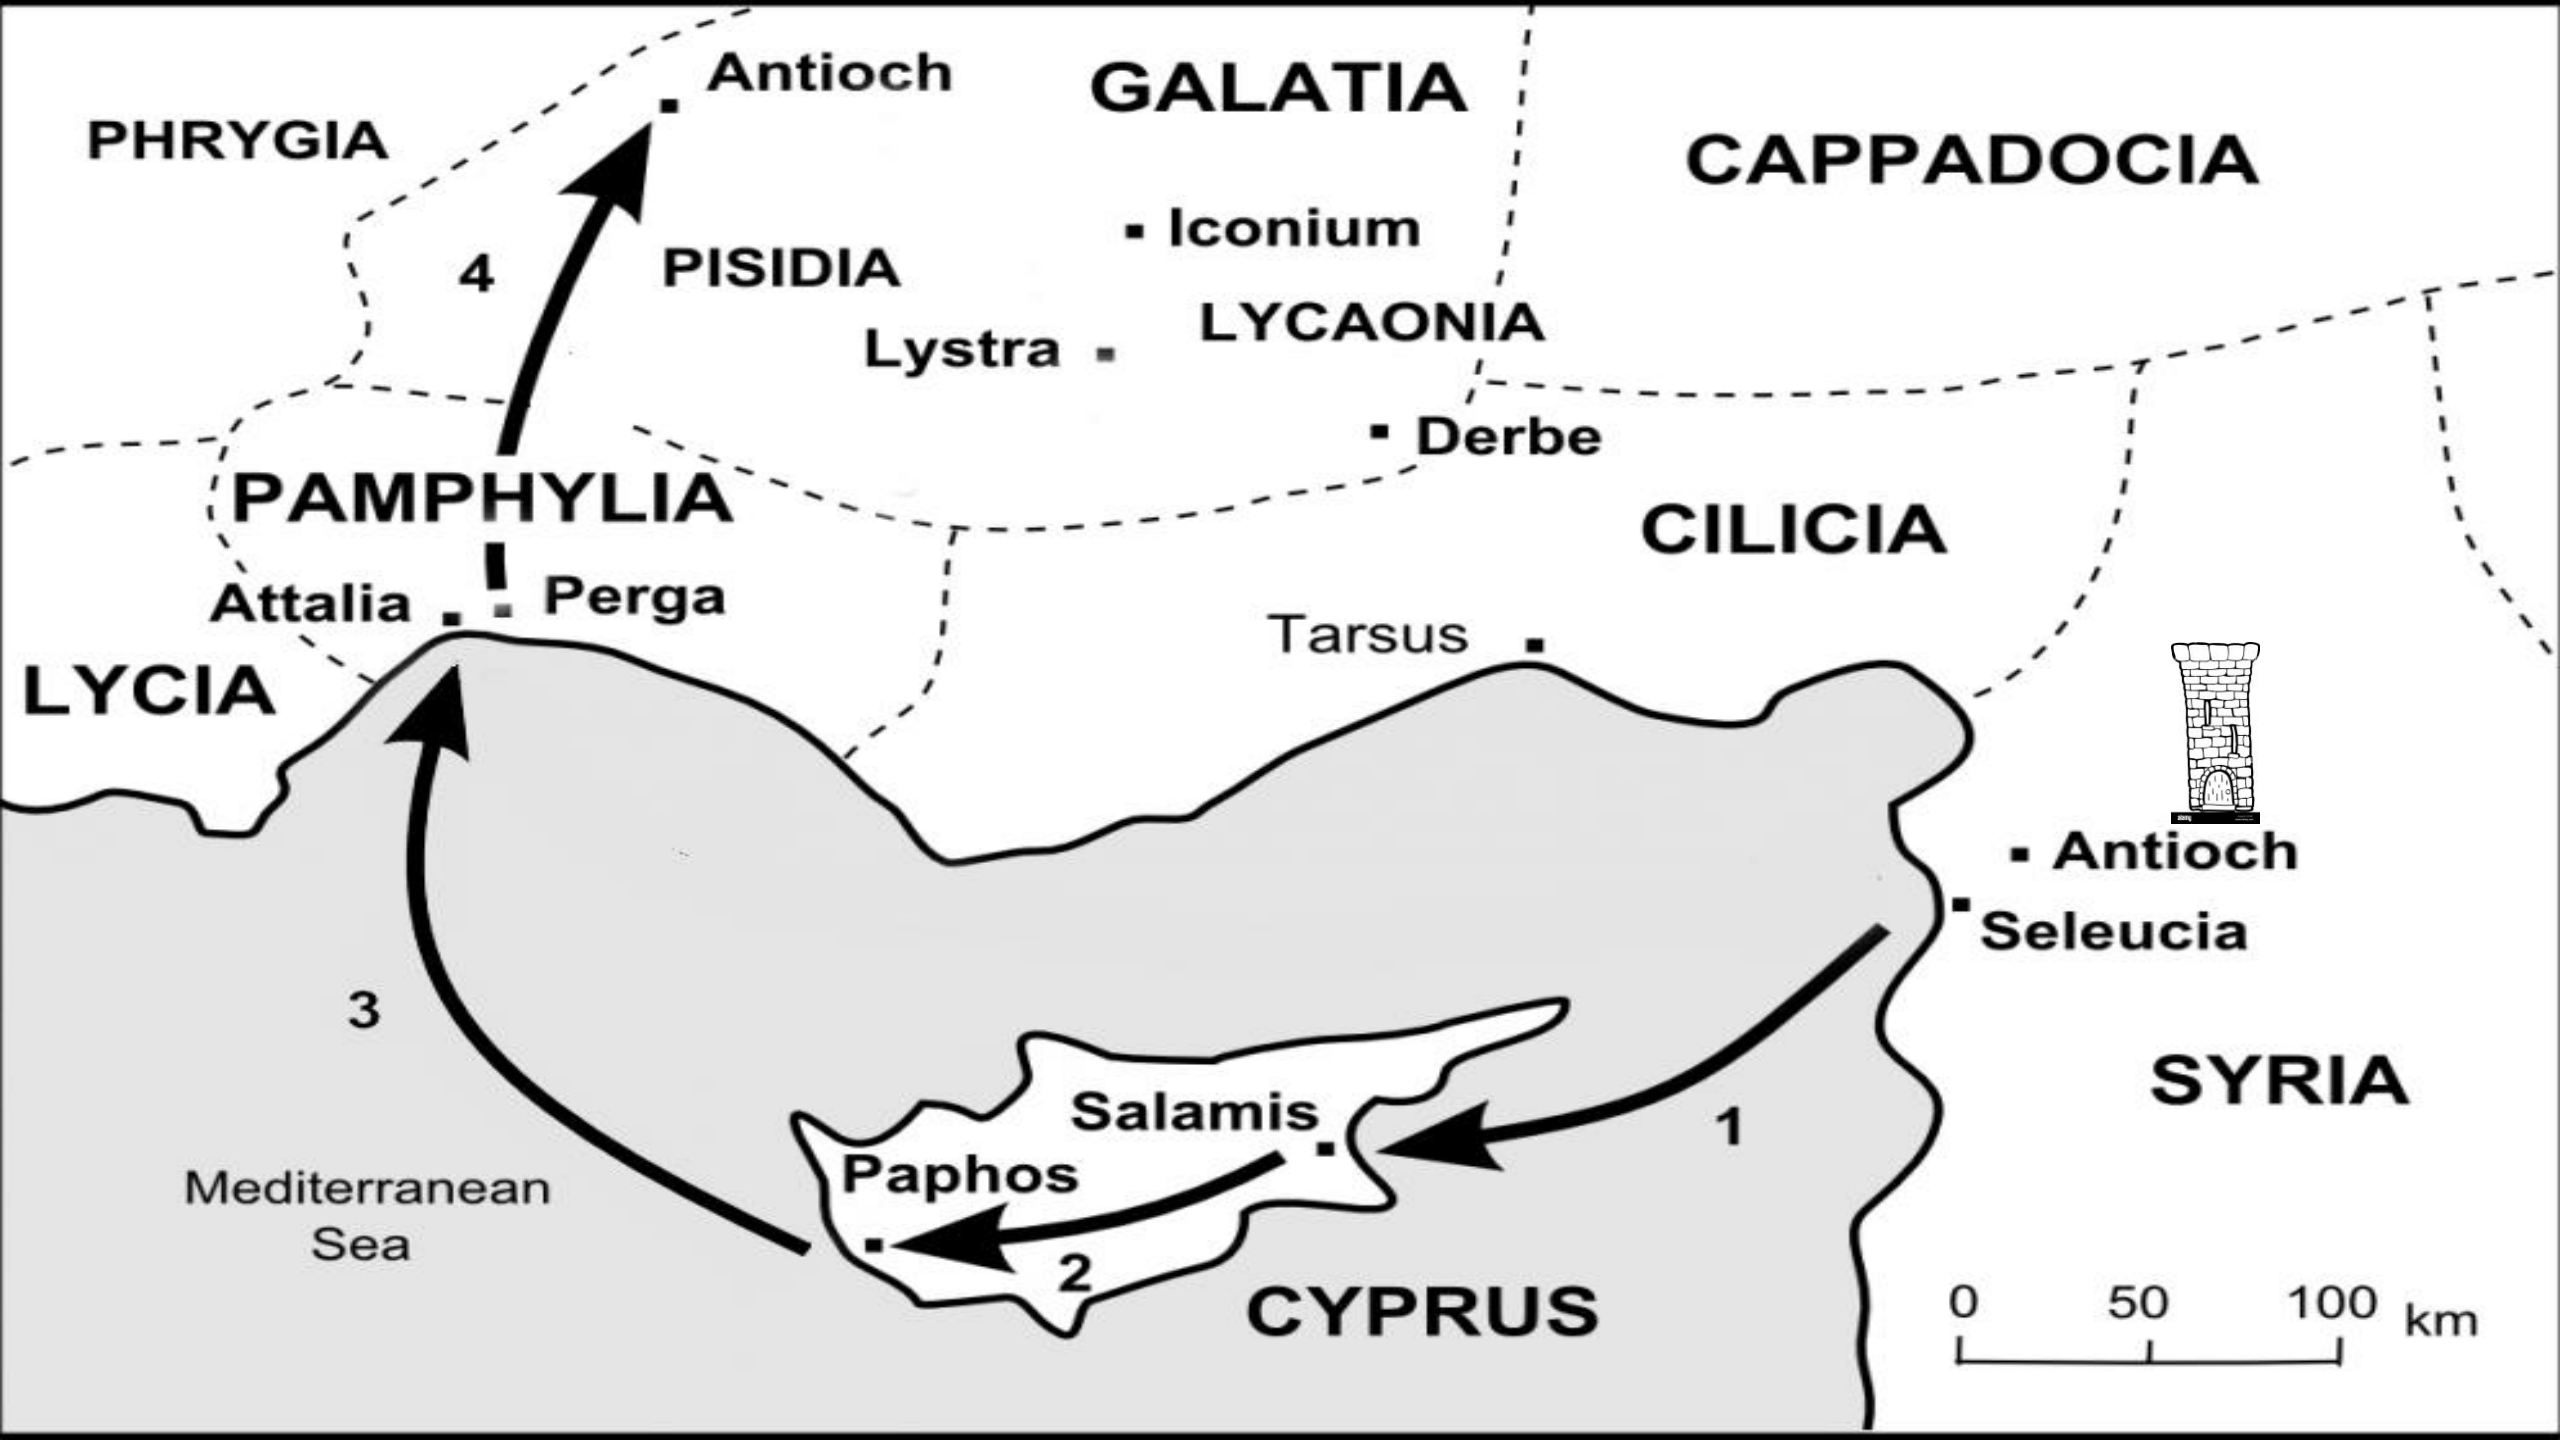 Antioch
GALATIA
PHRYGIA
CAPPADOCIA
Iconium
4
PISIDIA
LYCAONIA
Lystra
Derbe
PAMPHYLIA
CILICIA
Attalia
Perga
Tarsus
LYCIA
Antioch
Seleucia
3
SYRIA
Salamis
1
Paphos
Mediterranean
Sea
2
CYPRUS
0 50 100 km